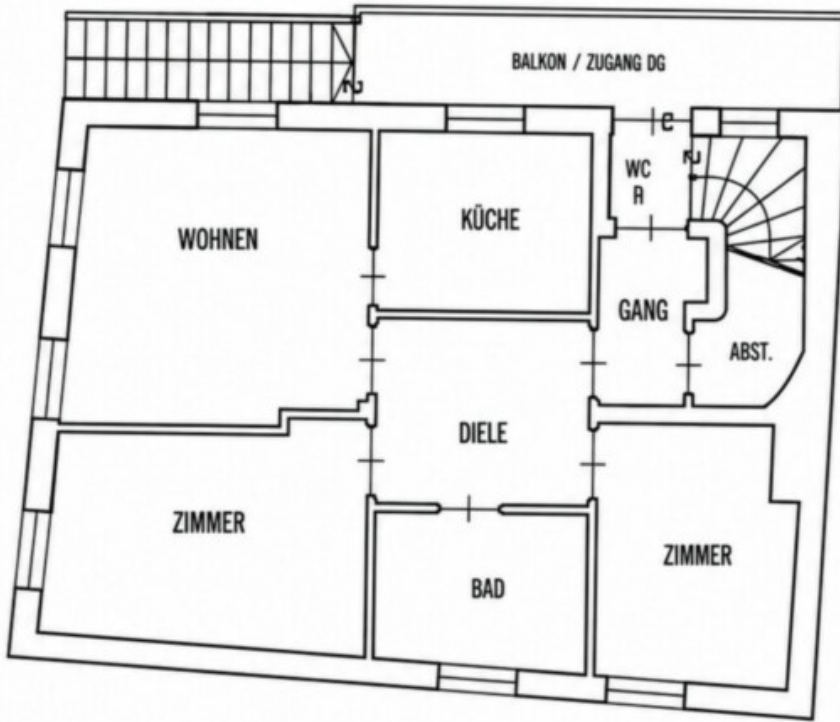 BALKON / ZUGANG DG
WC
R
KÜCHE
WOHNEN
GANG
ABST.
DIELE
ZIMMER
ZIMMER
BAD